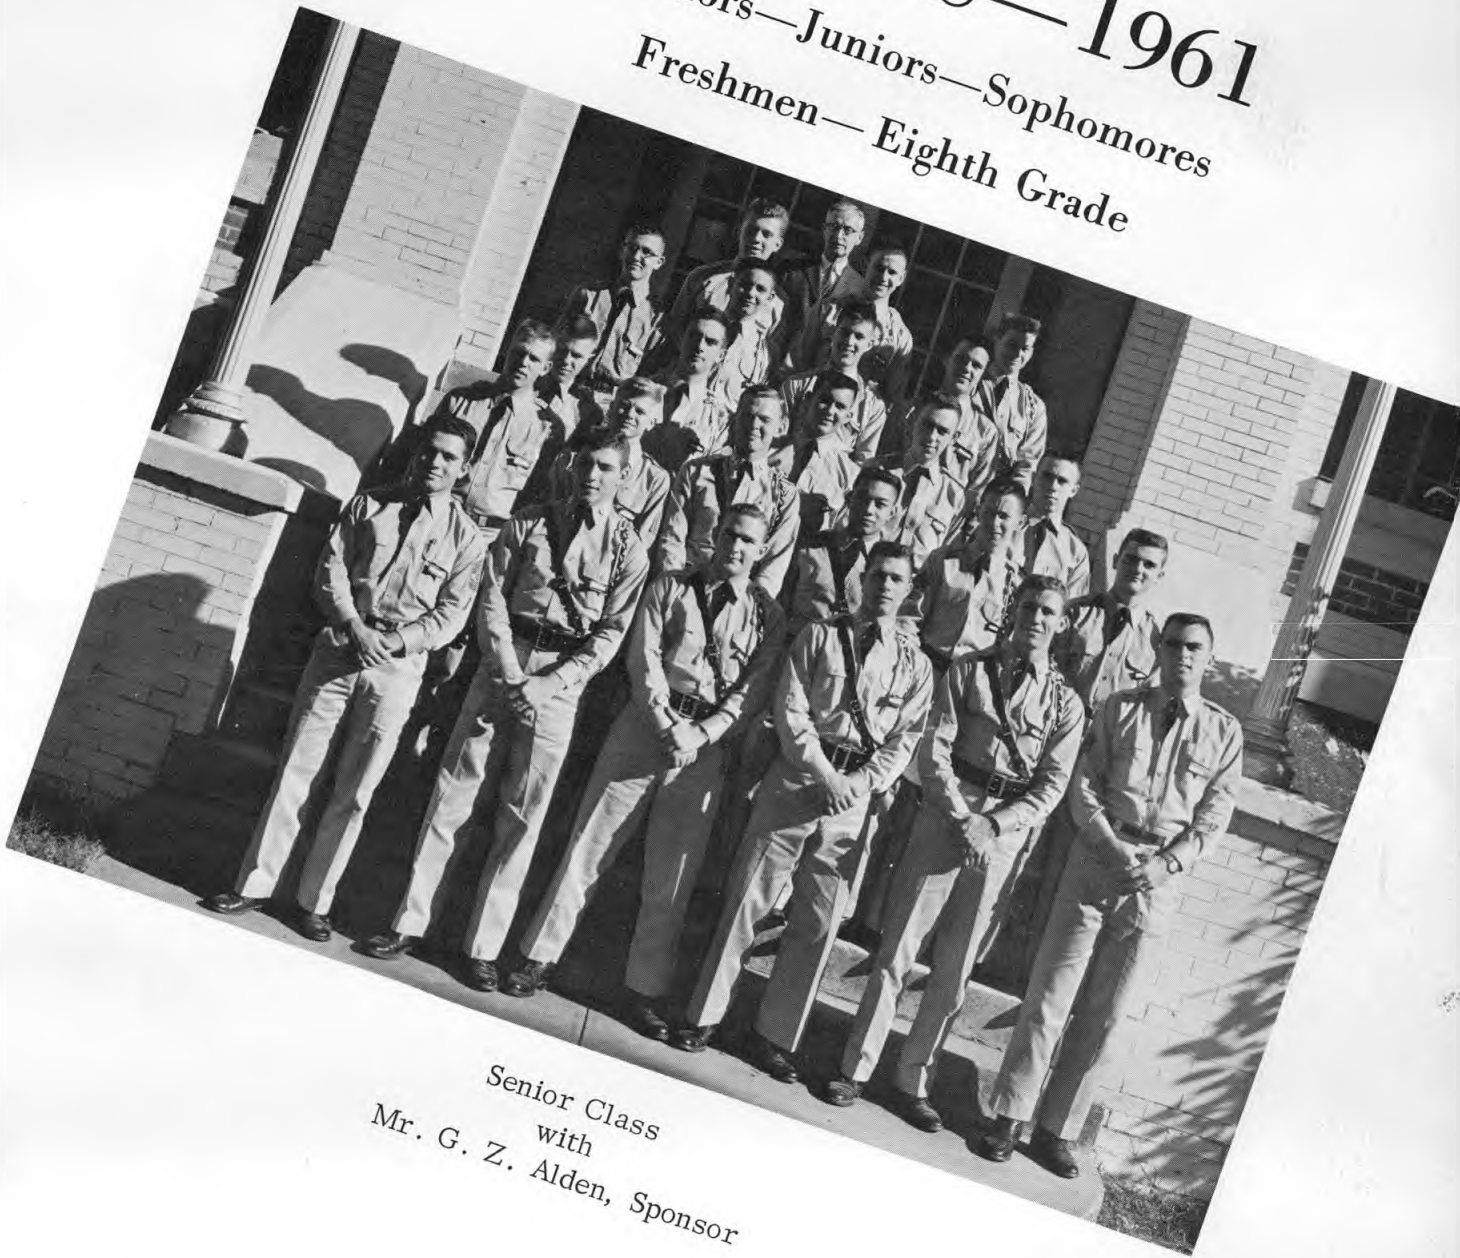 —1961
—Juniors—Sophomores
Freshmen—Eighth Grade
Senior Class
with
Mr. G. Z. Alden, Sponsor